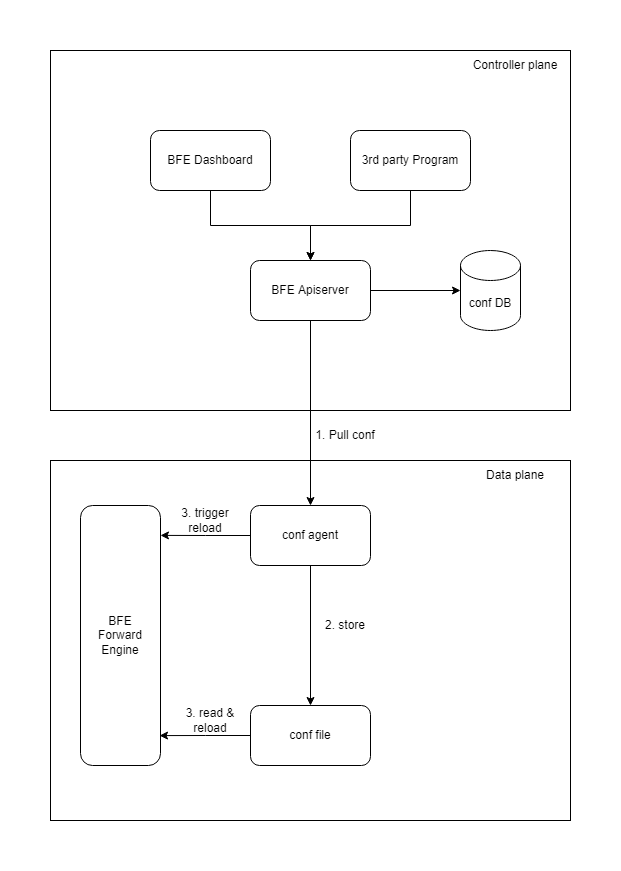 Controller plane
BFE Dashboard
3rd party Program
BFE Apiserver
conf DB
1. Pull conf
Data plane
3. trigger
reload
conf agent
BFE
Forward
Engine
2. store
3. read &
reload
conf file